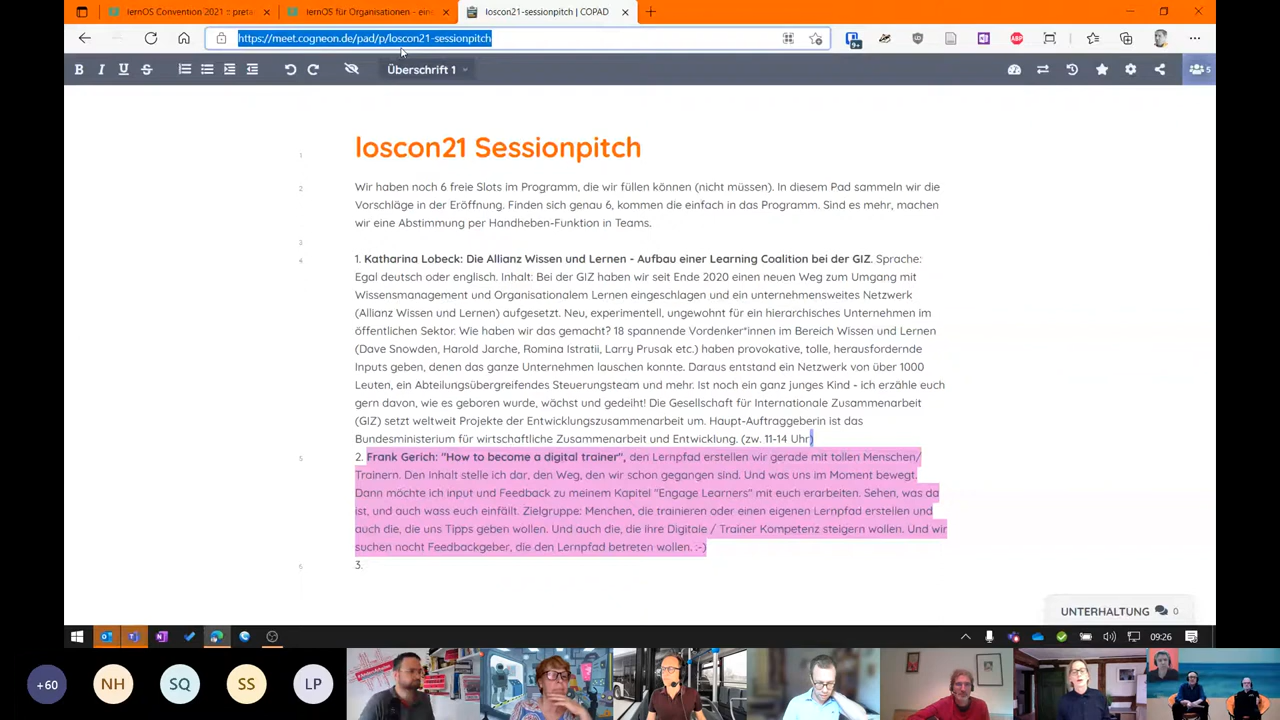 lernOS Convention 2021 :: preta
lernOS für Organisationen - eine
loscon21-sessionpitch | COPAD
https://meet.cogneon.de/pad/p/loscon21-sessionpitch
9+
ABP
B I U S
Überschrift 1
5
1
loscon21 Sessionpitch
2
Wir haben noch 6 freie Slots im Programm, die wir füllen können (nicht müssen). In diesem Pad sammeln wir die
Vorschläge in der Eröffnung. Finden sich genau 6, kommen die einfach in das Programm. Sind es mehr, machen
wir eine Abstimmung per Handheben-Funktion in Teams.
3
4
1. Katharina Lobeck: Die Allianz Wissen und Lernen - Aufbau einer Learning Coalition bei der GIZ. Sprache:
Egal deutsch oder englisch. Inhalt: Bei der GIZ haben wir seit Ende 2020 einen neuen Weg zum Umgang mit
Wissensmanagement und Organisationalem Lernen eingeschlagen und ein unternehmensweites Netzwerk
(Allianz Wissen und Lernen) aufgesetzt. Neu, experimentell, ungewohnt für ein hierarchisches Unternehmen im
öffentlichen Sektor. Wie haben wir das gemacht? 18 spannende Vordenker*innen im Bereich Wissen und Lernen
(Dave Snowden, Harold Jarche, Romina Istratii, Larry Prusak etc.) haben provokative, tolle, herausfordernde
Inputs geben, denen das ganze Unternehmen lauschen konnte. Daraus entstand ein Netzwerk von über 1000
Leuten, ein Abteilungsübergreifendes Steuerungsteam und mehr. Ist noch ein ganz junges Kind - ich erzähle euch
gern davon, wie es geboren wurde, wächst und gedeiht! Die Gesellschaft für Internationale Zusammenarbeit
(GIZ) setzt weltweit Projekte der Entwicklungszusammenarbeit um. Haupt-Auftraggeberin ist das
Bundesministerium für wirtschaftliche Zusammenarbeit und Entwicklung. (zw. 11-14 Uhr)
5
2. Frank Gerich: "How to become a digital trainer", den Lernpfad erstellen wir gerade mit tollen Menschen/
Trainern. Den Inhalt stelle ich dar, den Weg, den wir schon gegangen sind. Und was uns im Moment bewegt.
Dann möchte ich input und Feedback zu meinem Kapitel "Engage Learners" mit euch erarbeiten. Sehen, was da
ist, und auch wass euch einfällt. Zielgruppe: Menchen, die trainieren oder einen eigenen Lernpfad erstellen und
auch die, die uns Tipps geben wollen. Und auch die, die Ihre Digitale / Trainer Kompetenz steigern wollen. Und wir
suchen nocht Feedbackgeber, die den Lernpfad betreten wollen. :-)
6
3.
UNTERHALTUNG 0
09:26
+60
NH
SQ
SS
LP